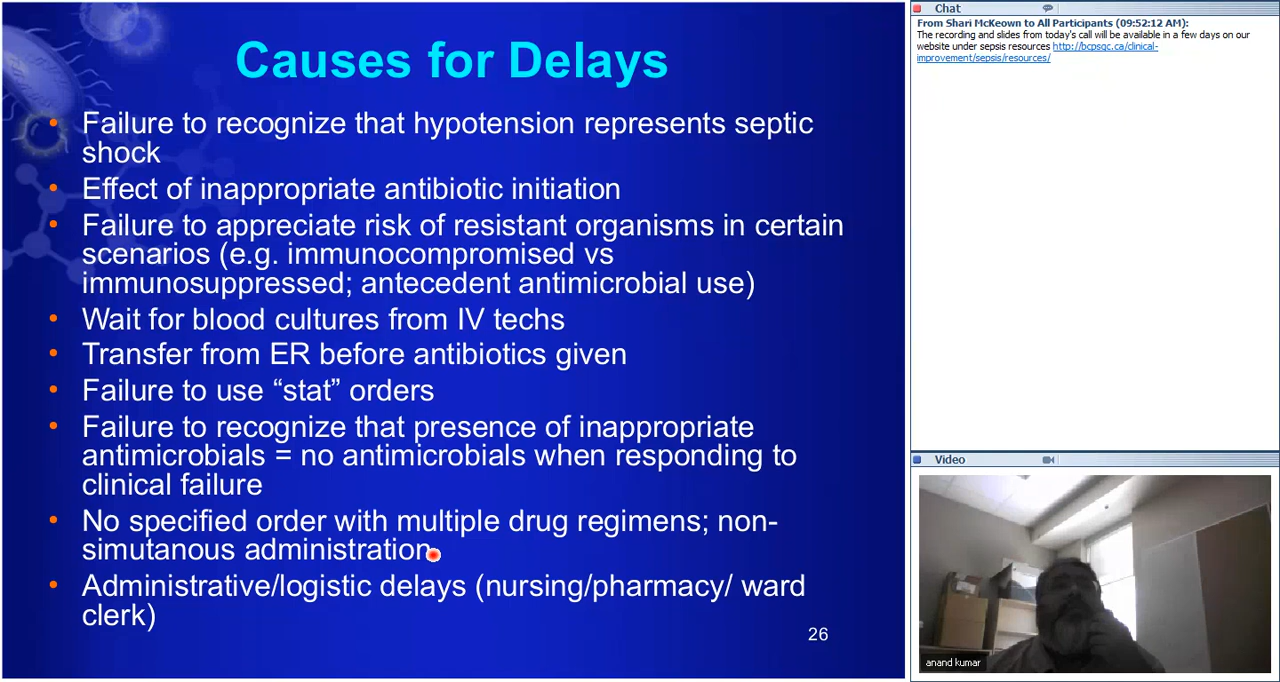 Causes for Delays
• Failure to recognize that hypotension represents septic
shock
• Effect of inappropriate antibiotic initiation
• Failure to appreciate risk of resistant organisms in certain
scenarios (e.g. immunocompromised vs
immunosuppressed; antecedent antimicrobial use)
• Wait for blood cultures from IV techs
• Transfer from ER before antibiotics given
• Failure to use “stat” orders
• Failure to recognize that presence of inappropriate
antimicrobials = no antimicrobials when responding to
clinical failure
• No specified order with multiple drug regimens; non-
simutanous administration
• Administrative/logistic delays (nursing/pharmacy/ ward
clerk)
26
Chat
From Shari McKeown to All Participants (09:52:12 AM):
The recording and slides from today's call will be available in a few days on our
website under sepsis resources http://bcpsqc.ca/clinical-
improvement/sepsis/resources/
Video
anand kumar